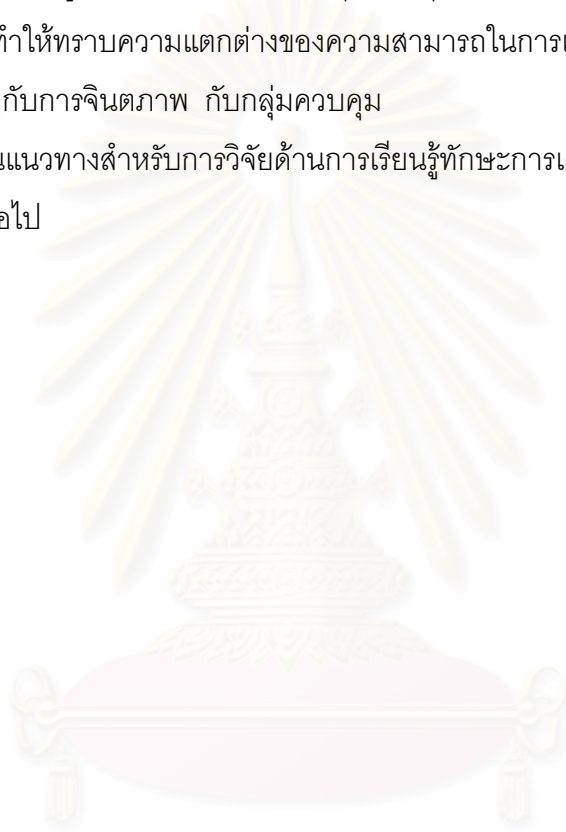 ทำให้ทราบความแตกต่างของความสามารถในการเ
กับการจินตภาพ กับกลุ่มควบคุม
นแนวทางสำหรับการวิจัยด้านการเรียนรู้ทักษะการเ
อไป